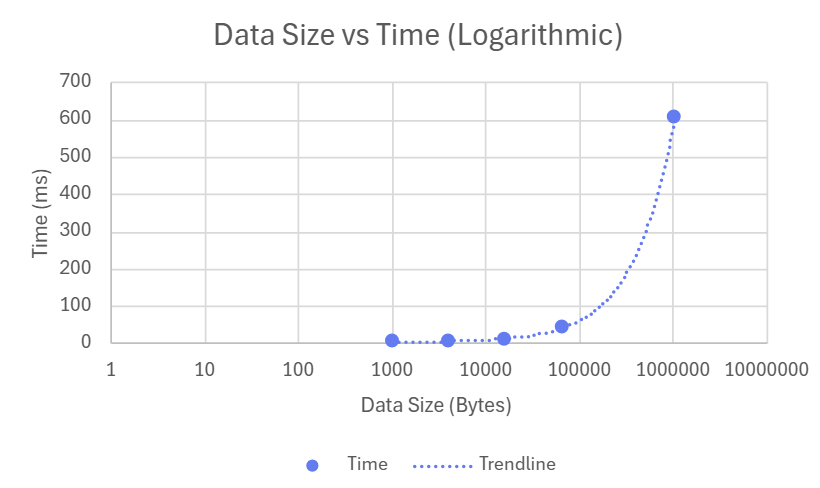 Data Size vs Time (Logarithmic)
700
600
500
400
300
200
100
0
Time (ms)
1 10 100 1000 10000 100000 1000000 10000000
Data Size (Bytes)
Time Trendline